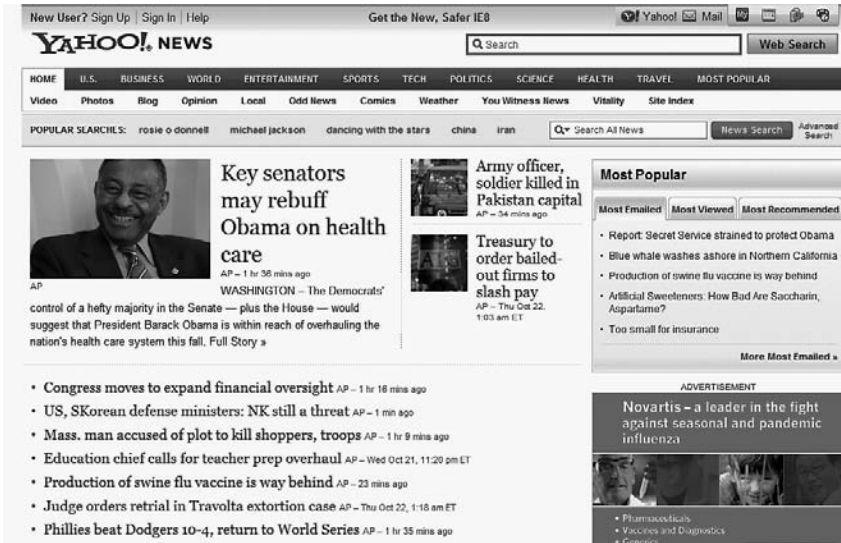 New User? Sign Up | Sign In | Help
Get the New, Safer IE8
Yahoo! Mail
YAHOO! NEWS
Search
Web Search
HOME U.S. BUSINESS WORLD ENTERTAINMENT SPORTS TECH POLITICS SCIENCE HEALTH TRAVEL MOST POPULAR
Video Photos Blog Opinion Local Odd News Comics Weather You Witness News Vitality Site Index
POPULAR SEARCHES: rosie o donnell michael jackson dancing with the stars china iran
Search All News
News Search
Advanced
Search
AP
Key senators
may rebuff
Obama on health
care
AP – 1 hr 36 mins ago
WASHINGTON – The Democrats'
control of a hefty majority in the Senate — plus the House — would
suggest that President Barack Obama is within reach of overhauling the
nation's health care system this fall. Full Story »
Army officer,
soldier killed in
Pakistan capital
AP – 34 mins ago
Treasury to
order bailed-
out firms to
slash pay
AP – Thu Oct 22,
1:03 am ET
• Congress moves to expand financial oversight AP – 1 hr 16 mins ago
• US, SKorean defense ministers: NK still a threat AP – 1 min ago
• Mass. man accused of plot to kill shoppers, troops AP – 1 hr 9 mins ago
• Education chief calls for teacher prep overhaul AP – Wed Oct 21, 11:20 pm ET
• Production of swine flu vaccine is way behind AP – 23 mins ago
• Judge orders retrial in Travolta extortion case AP – Thu Oct 22, 1:18 am ET
• Phillies beat Dodgers 10-4, return to World Series AP – 1 hr 35 mins ago
Most Popular
Most Emailed Most Viewed Most Recommended
• Report: Secret Service strained to protect Obama
• Blue whale washes ashore in Northern California
• Production of swine flu vaccine is way behind
• Artificial Sweeteners: How Bad Are Saccharin,
Aspartame?
• Too small for insurance
More Most Emailed »
ADVERTISEMENT
Novartis – a leader in the fight
against seasonal and pandemic
influenza
• Pharmaceuticals
• Vaccines and Diagnostics
• Generics